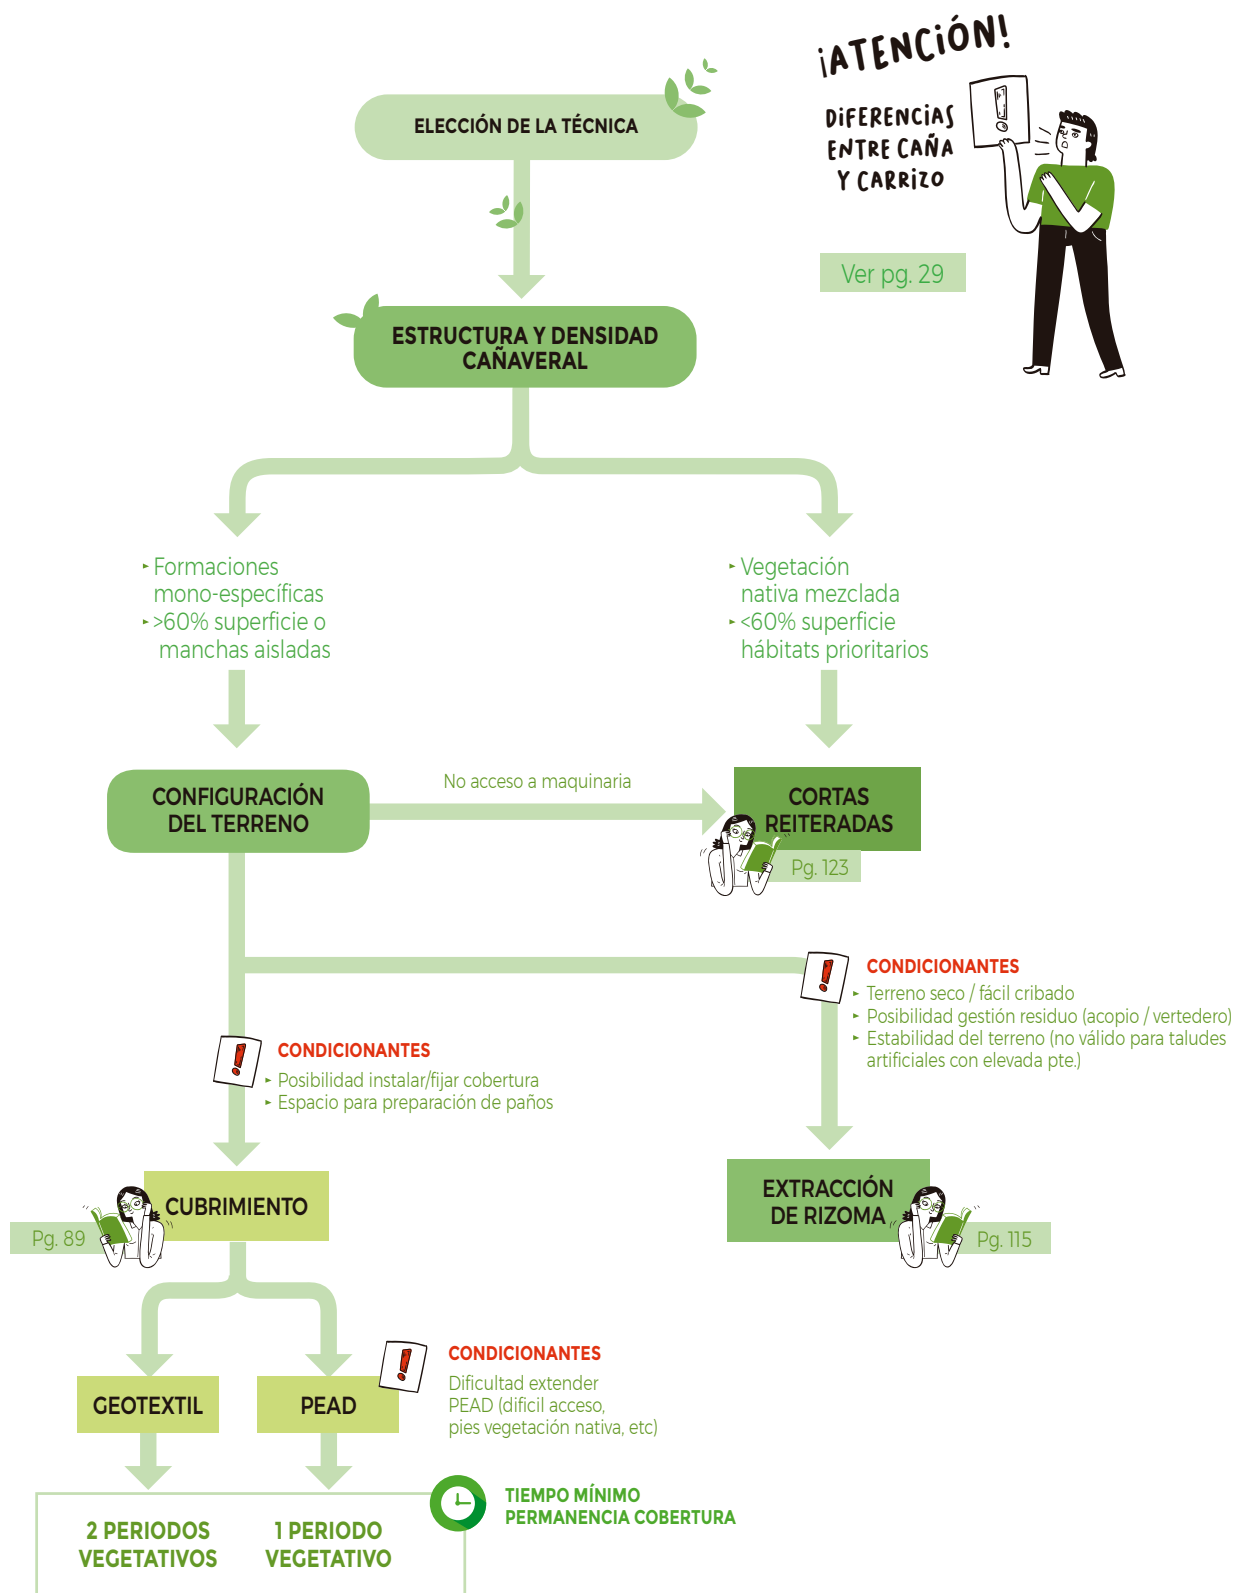 ¡ATENCIÓN!
DIFERENCIAS
ENTRE CAÑA
Y CARRIZO
Ver pg. 29
ELECCIÓN DE LA TÉCNICA
ESTRUCTURA Y DENSIDAD
CAÑAVERAL
Formaciones
mono-específicas
>60% superficie o
manchas aisladas
Vegetación
nativa mezclada
<60% superficie
hábitats prioritarios
CONFIGURACIÓN
DEL TERRENO
No acceso a maquinaria
CORTAS
REITERADAS
Pg. 123
CONDICIONANTES
Terreno seco / fácil cribado
Posibilidad gestión residuo (acopio / vertedero)
Estabilidad del terreno (no válido para taludes
artificiales con elevada pte.)
CONDICIONANTES
Posibilidad instalar/fijar cobertura
Espacio para preparación de paños
CUBRIMIENTO
Pg. 89
EXTRACCIÓN
DE RIZOMA
Pg. 115
GEOTEXTIL
PEAD
CONDICIONANTES
Dificultad extender
PEAD (dificil acceso,
pies vegetación nativa, etc)
TIEMPO MÍNIMO
PERMANENCIA COBERTURA
2 PERIODOS
VEGETATIVOS
1 PERIODO
VEGETATIVO